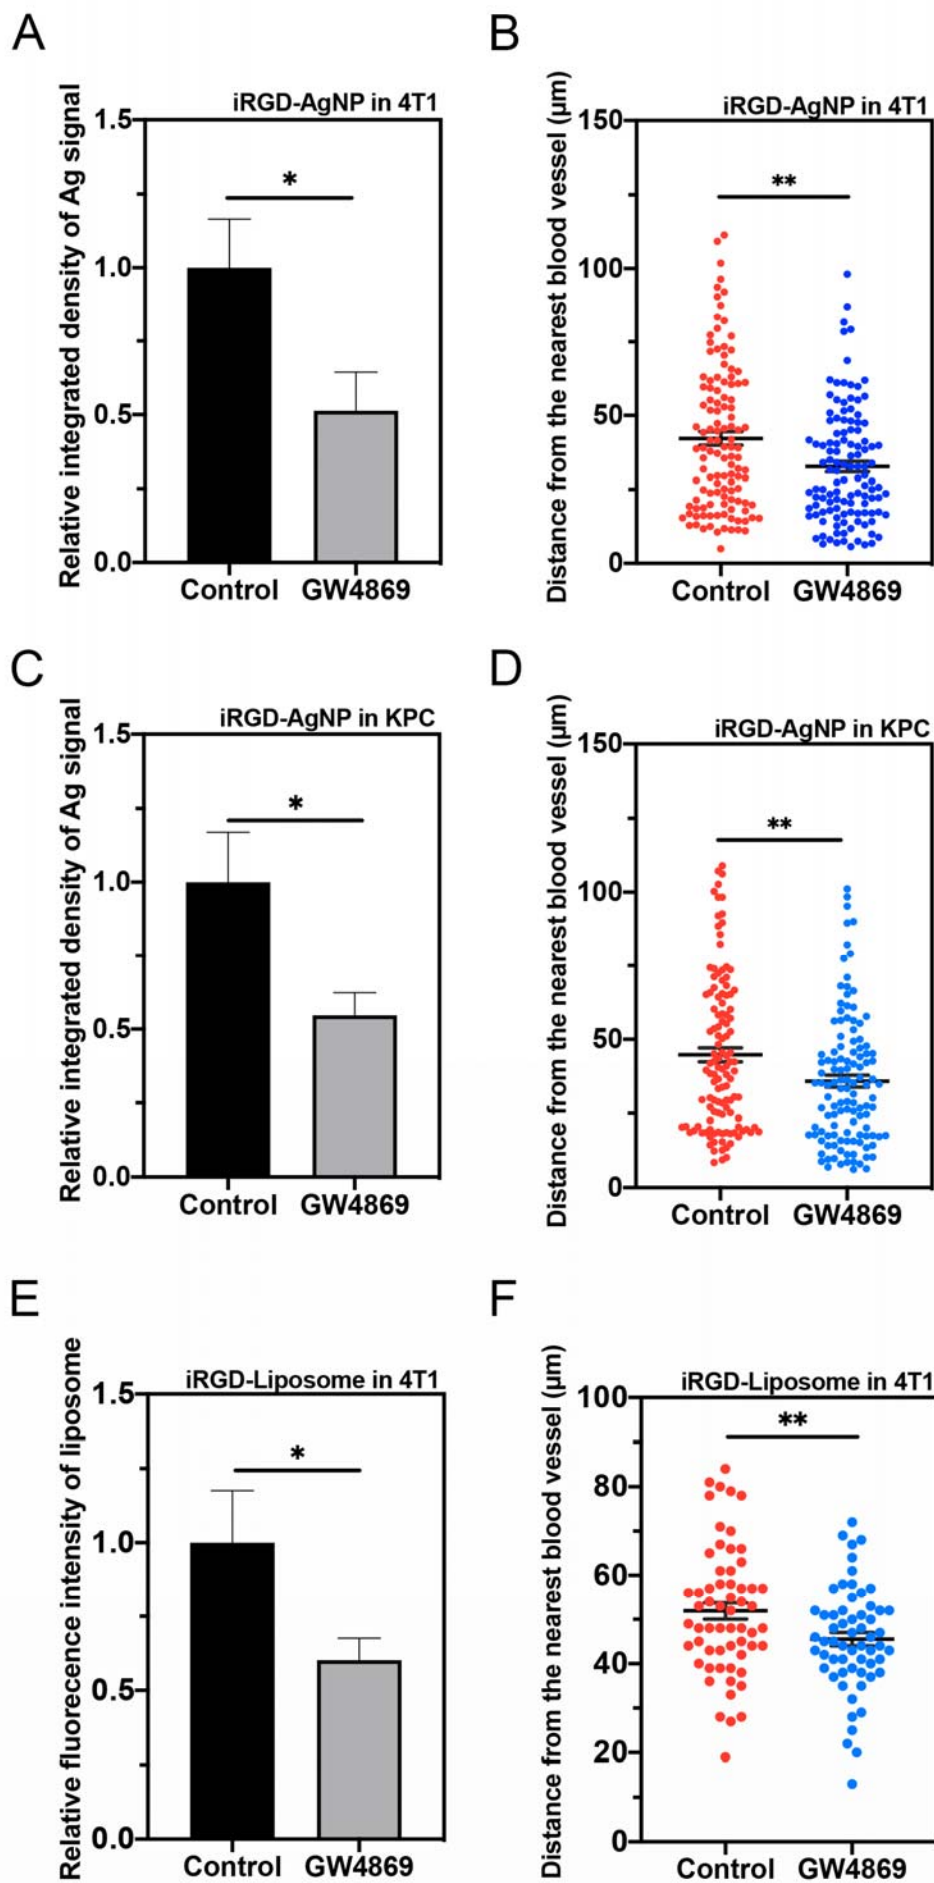 A
iRGD-AgNP in 4T1
Relative integrated density of Ag signal
1.5
1.0
0.5
0.0
*
Control GW4869
B
iRGD-AgNP in 4T1
Distance from the nearest blood vessel (μm)
150
100
50
0
**
Control GW4869
C
iRGD-AgNP in KPC
Relative integrated density of Ag signal
1.5
1.0
0.5
0.0
*
Control GW4869
D
iRGD-AgNP in KPC
Distance from the nearest blood vessel (μm)
150
100
50
0
**
Control GW4869
E
iRGD-Liposome in 4T1
Relative fluorecence intensity of liposome
1.5
1.0
0.5
0.0
*
Control GW4869
F
iRGD-Liposome in 4T1
Distance from the nearest blood vessel (μm)
100
80
60
40
20
0
**
Control GW4869